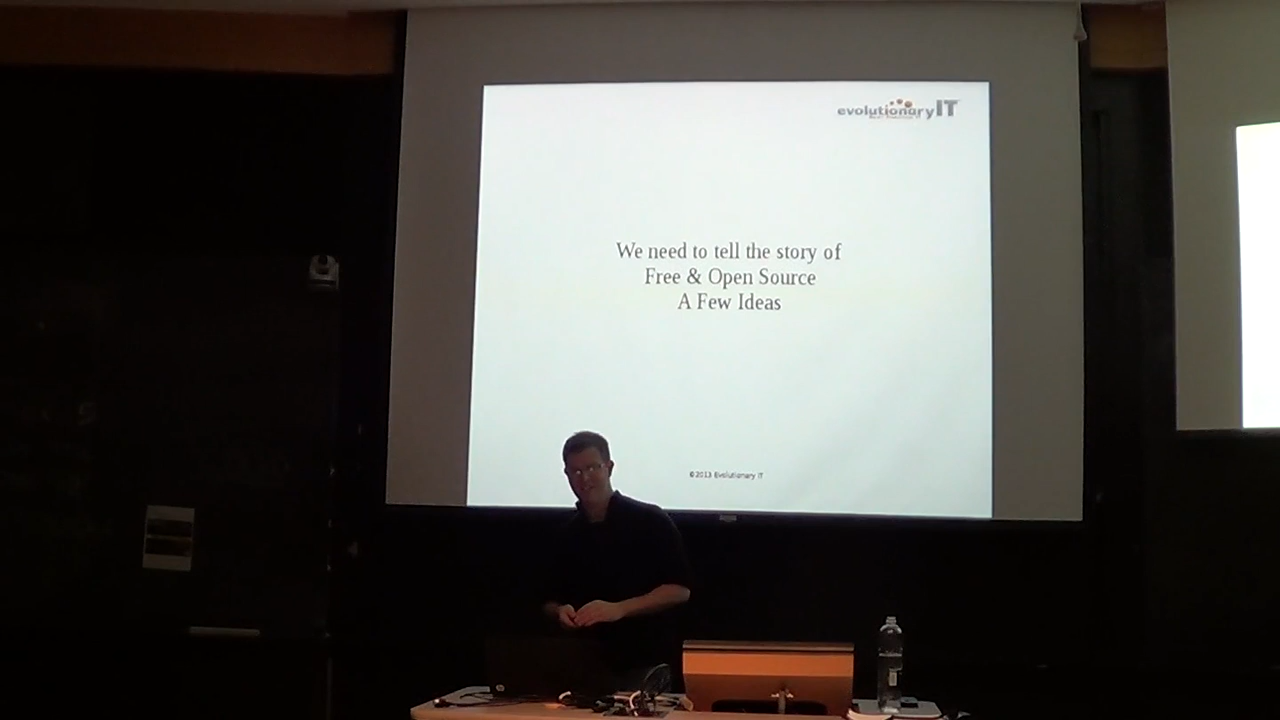 evolutionaryIT
We need to tell the story of
Free & Open Source
A Few Ideas
©2013 Evolutionary IT